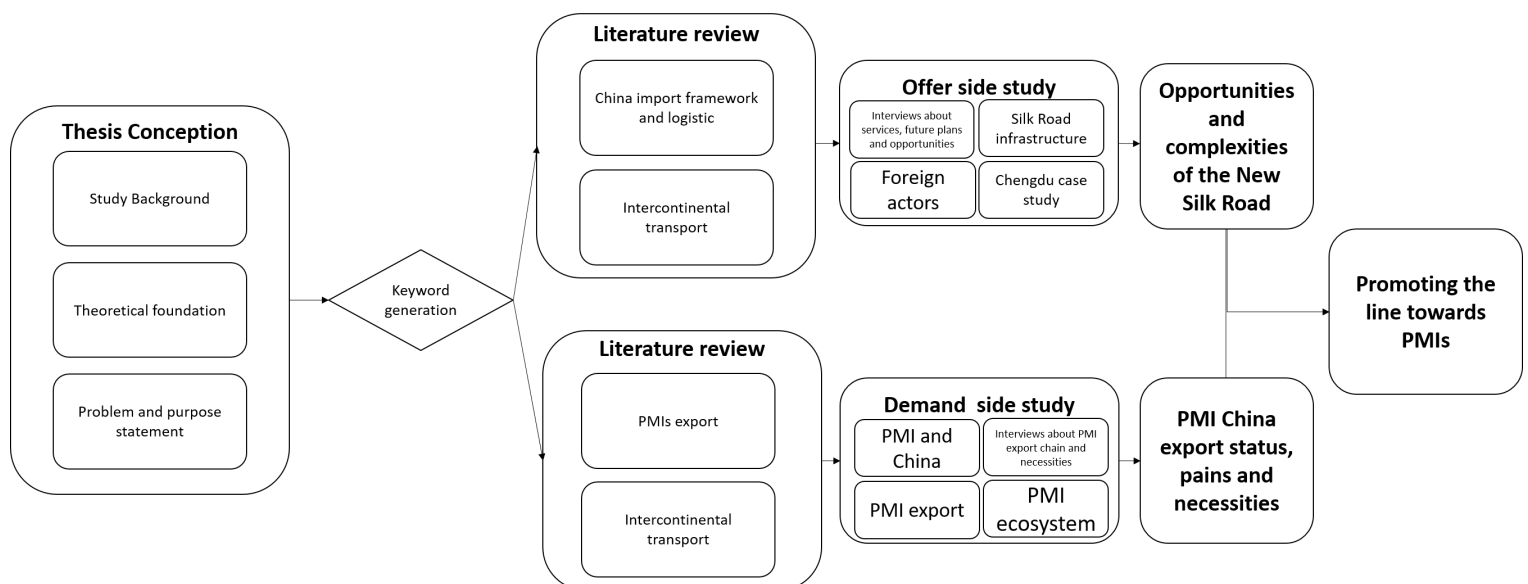 Thesis Conception
Study Background
Theoretical foundation
Problem and purpose
statement
Keyword
generation
Literature review
China import framework
and logistic
Intercontinental
transport
Literature review
PMIs export
Intercontinental
transport
Offer side study
Interviews about
services, future plans
and opportunities
Silk Road
infrastructure
Foreign
actors
Chengdu case
study
Demand  side study
PMI and
China
Interviews about PMI
export chain and
necessities
PMI export
PMI
ecosystem
Opportunities
and
complexities
of the New
Silk Road
PMI China
export status,
pains and
necessities
Promoting the
line towards
PMIs